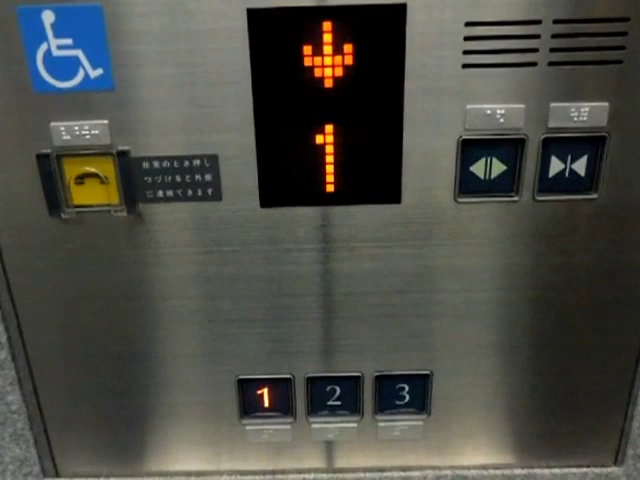 1
非常のとき押し
つづけると外部
に連絡できます
1 2 3